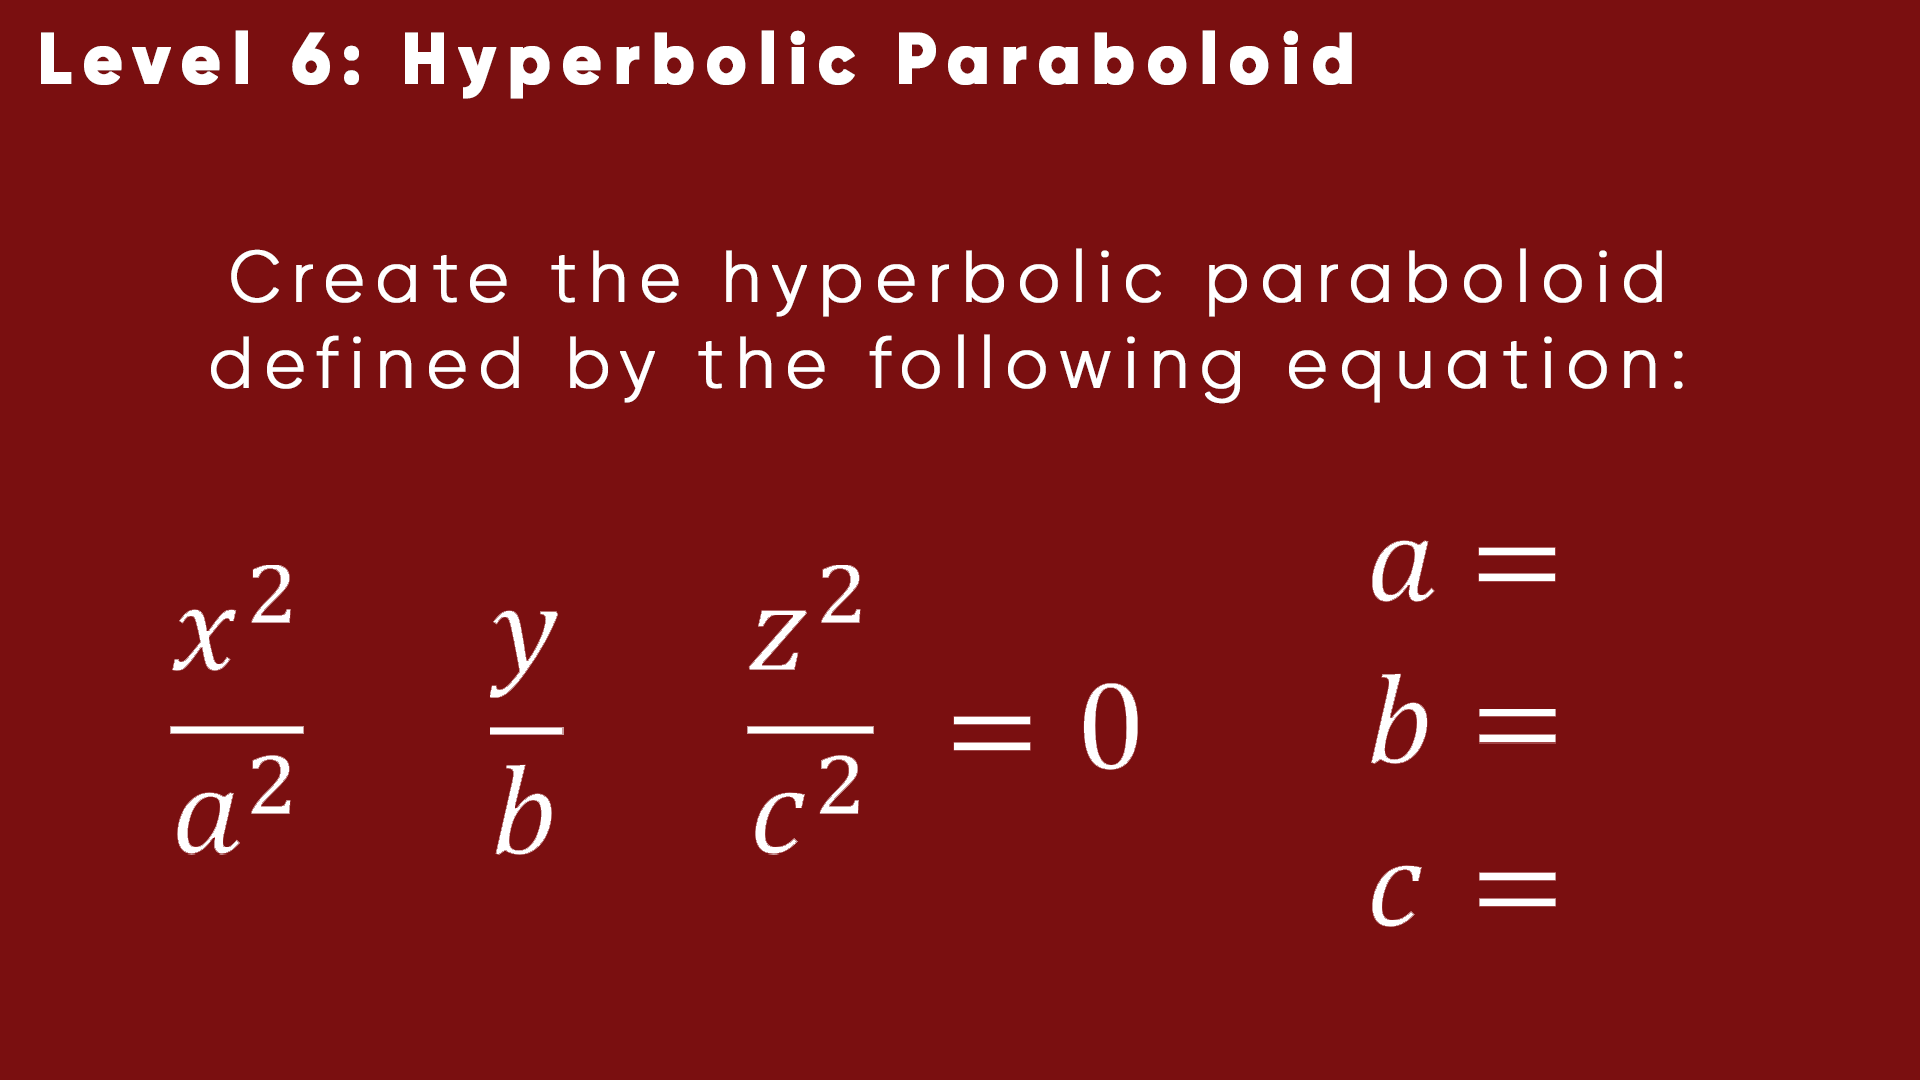 Level 6: Hyperbolic Paraboloid
Create the hyperbolic paraboloid
defined by the following equation:
x²/a² y/b z²/c² = 0
a =
b =
c =